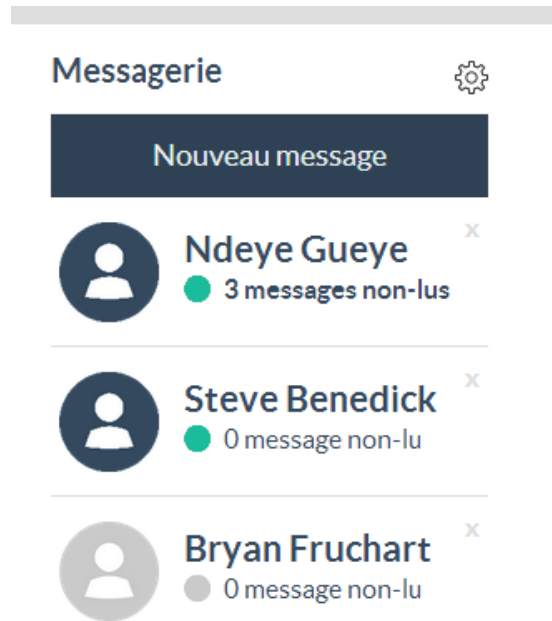 Messagerie
Nouveau message
Ndeye Gueye
x
3 messages non-lus
Steve Benedick
x
0 message non-lu
Bryan Fruchart
x
0 message non-lu